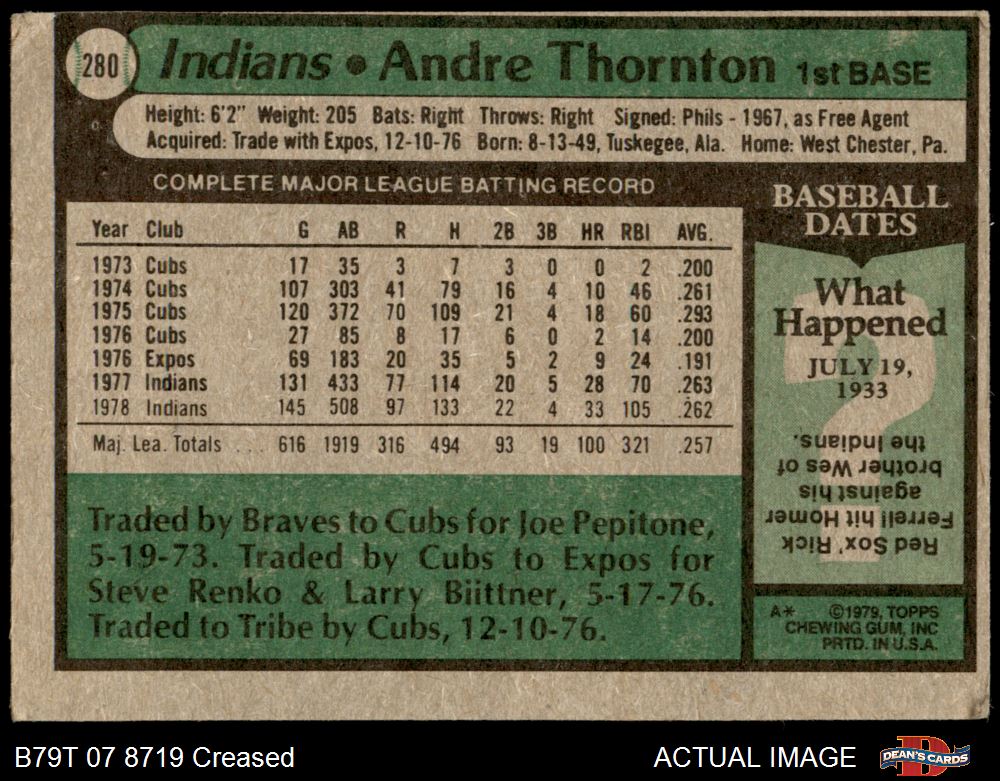 280
Indians • Andre Thornton 1st BASE
Height: 6'2" Weight: 205 Bats: Right Throws: Right Signed: Phils - 1967, as Free Agent
Acquired: Trade with Expos, 12-10-76 Born: 8-13-49, Tuskegee, Ala. Home: West Chester, Pa.
COMPLETE MAJOR LEAGUE BATTING RECORD
Year Club G AB R H 2B 3B HR RBI AVG.
1973 Cubs 17 35 3 7 3 0 0 2 .200
1974 Cubs 107 303 41 79 16 4 10 46 .261
1975 Cubs 120 372 70 109 21 4 18 60 .293
1976 Cubs 27 85 8 17 6 0 2 14 .200
1976 Expos 69 183 20 35 5 2 9 24 .191
1977 Indians 131 433 77 114 20 5 28 70 .263
1978 Indians 145 508 97 133 22 4 33 105 .262
Maj. Lea. Totals . . . 616 1919 316 494 93 19 100 321 .257
Traded by Braves to Cubs for Joe Pepitone,
5-19-73. Traded by Cubs to Expos for
Steve Renko & Larry Biittner, 5-17-76.
Traded to Tribe by Cubs, 12-10-76.
BASEBALL
DATES
What
Happened
JULY 19,
1933
?
Red Sox' Rick
Ferrell hit Homer
against his
brother Wes of
the Indians.
A* ©1979, TOPPS
CHEWING GUM, INC
PRTD. IN U.S.A.
B79T 07 8719 Creased
ACTUAL IMAGE
D
DEAN'S CARDS